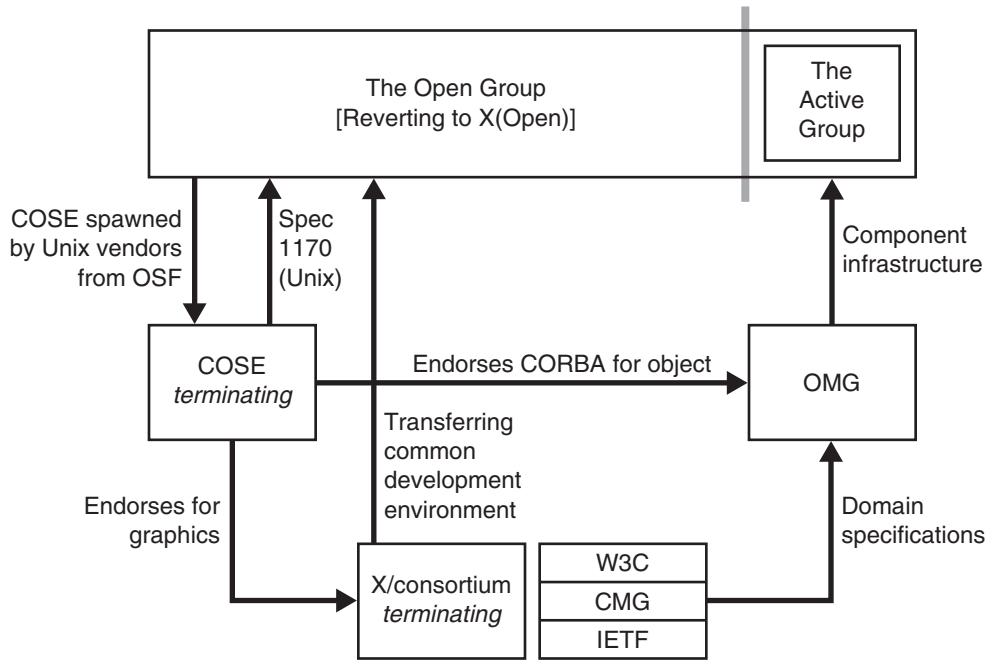 The Open Group
[Reverting to X(Open)]
The
Active
Group
COSE spawned
by Unix vendors
from OSF
Spec
1170
(Unix)
Component
infrastructure
COSE
terminating
Endorses CORBA for object
OMG
Transferring
common
development
environment
Endorses for
graphics
Domain
specifications
X/consortium
terminating
W3C
CMG
IETF